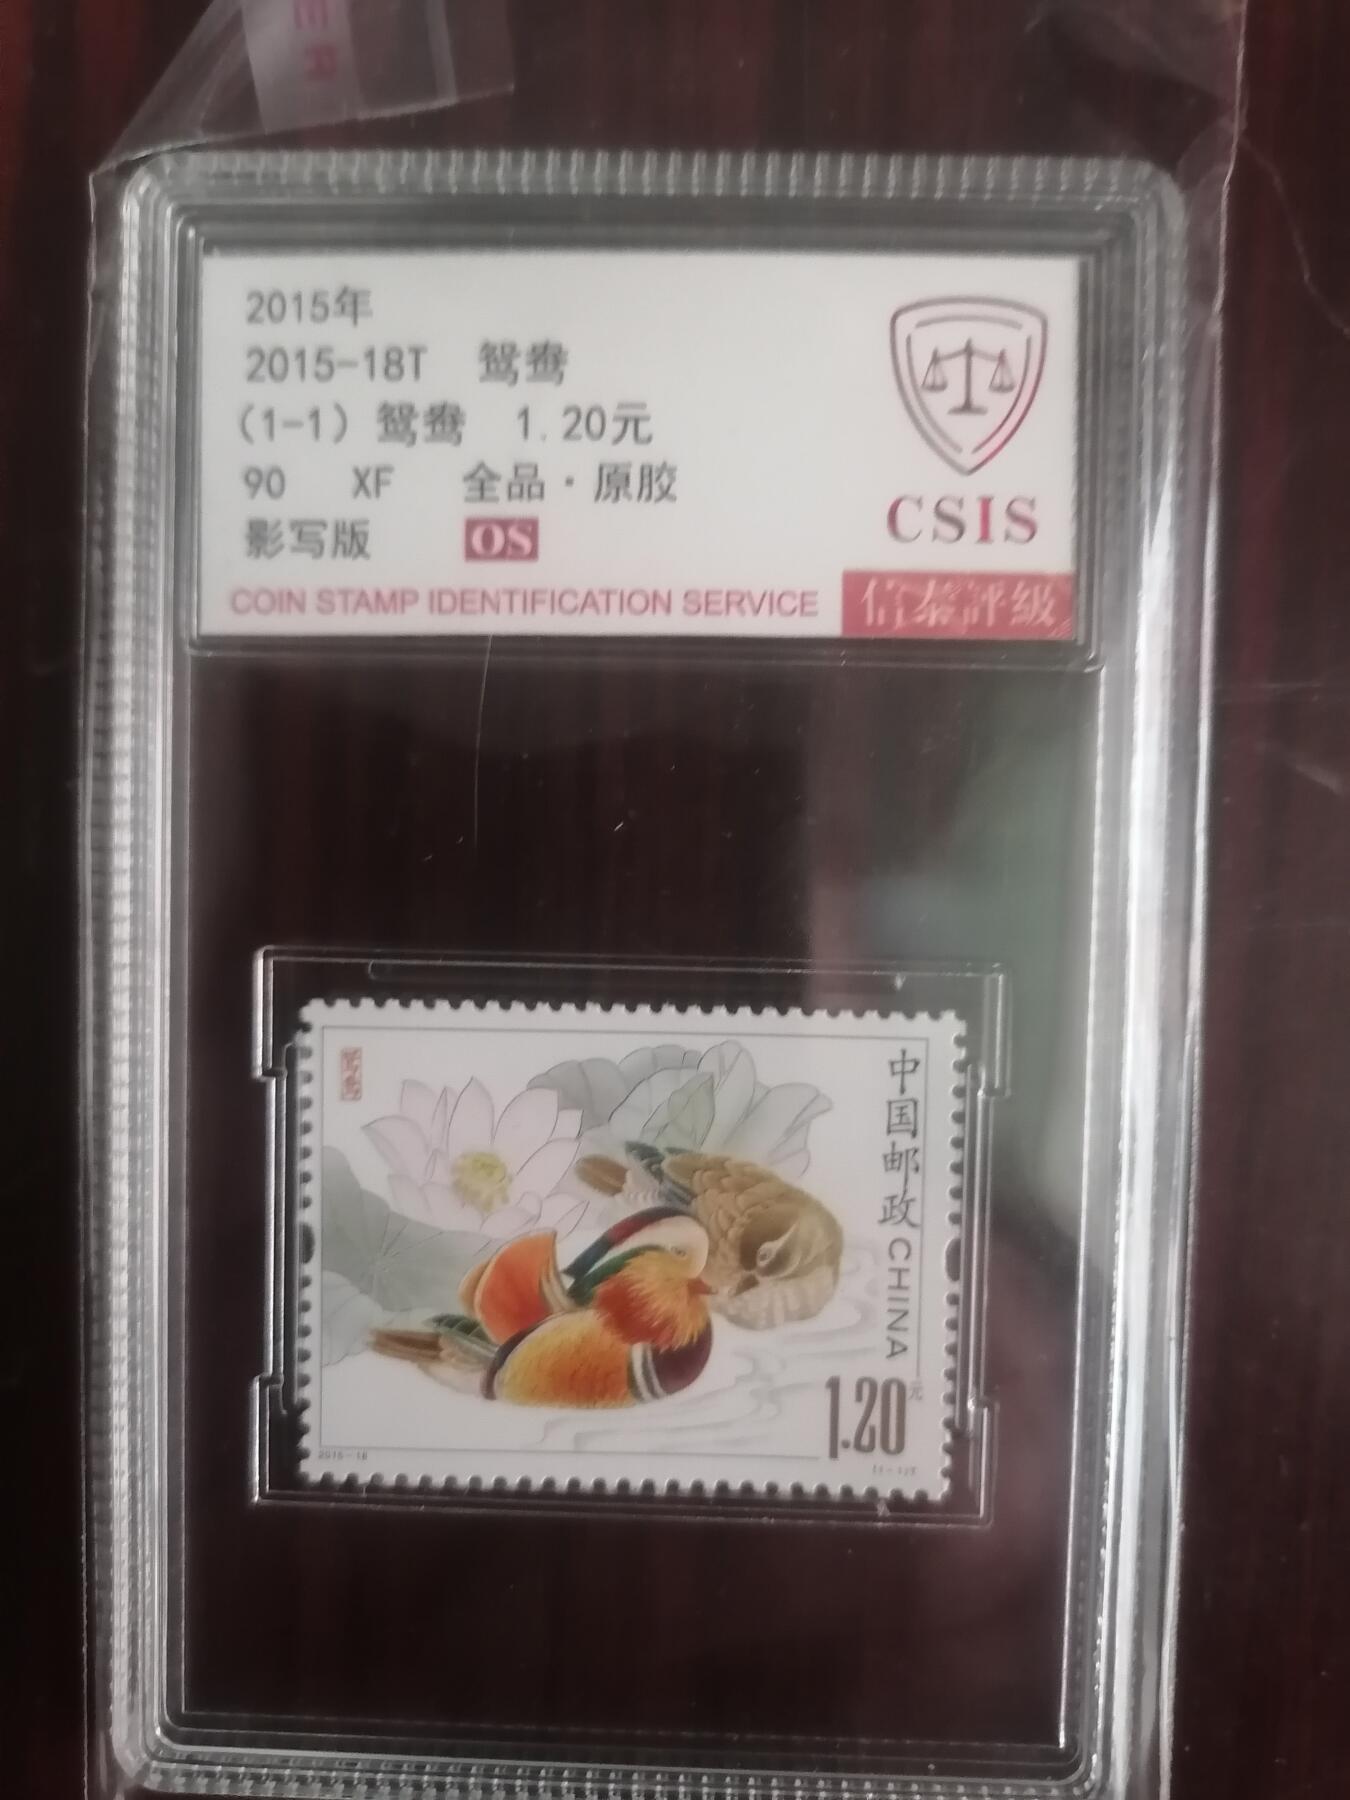 2015年
2015-18T 鸳鸯
(1-1) 鸳鸯 1.20元
90 XF 全品·原胶
影写版 OS
COIN STAMP IDENTIFICATION SERVICE
CSIS
信泰評級
鸳鸯
中国邮政 CHINA
1.20元
2015-18